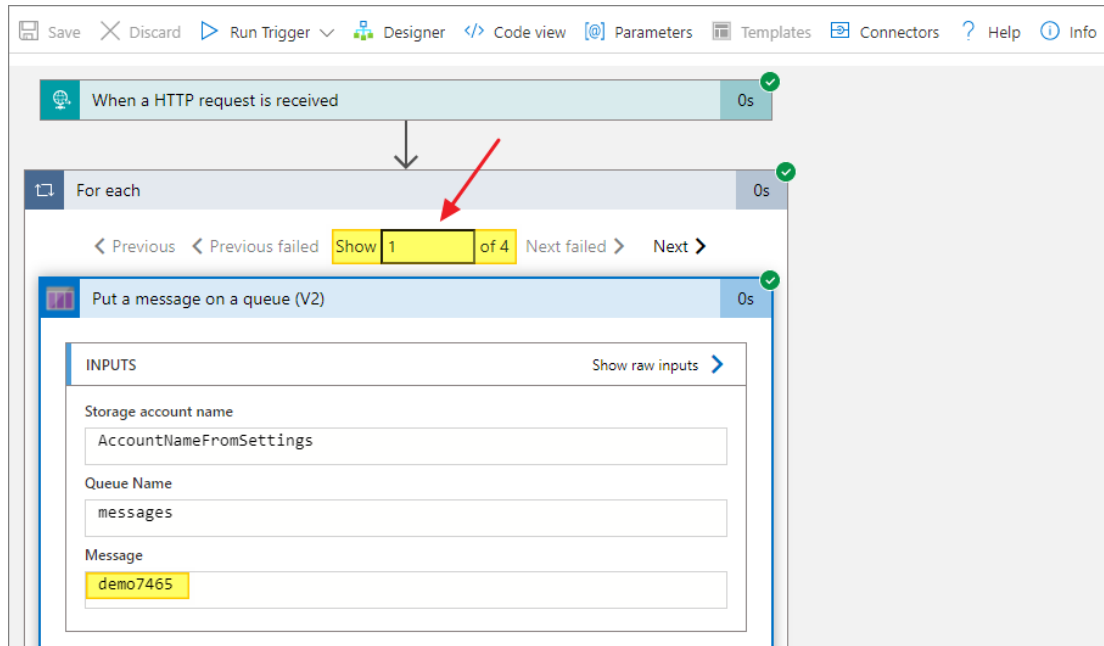 Save Discard Run Trigger Designer Code view Parameters Templates Connectors ? Help Info
When a HTTP request is received 0s
For each 0s
Previous Previous failed Show 1 of 4 Next failed Next
Put a message on a queue (V2) 0s
INPUTS Show raw inputs
Storage account name
AccountNameFromSettings
Queue Name
messages
Message
demo7465